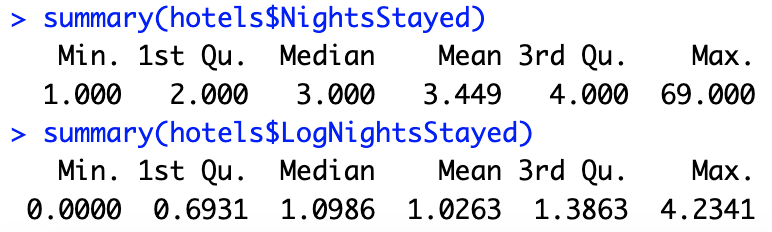 > summary(hotels$NightsStayed)
Min. 1st Qu. Median Mean 3rd Qu. Max.
1.000 2.000 3.000 3.449 4.000 69.000
> summary(hotels$LogNightsStayed)
Min. 1st Qu. Median Mean 3rd Qu. Max.
0.0000 0.6931 1.0986 1.0263 1.3863 4.2341